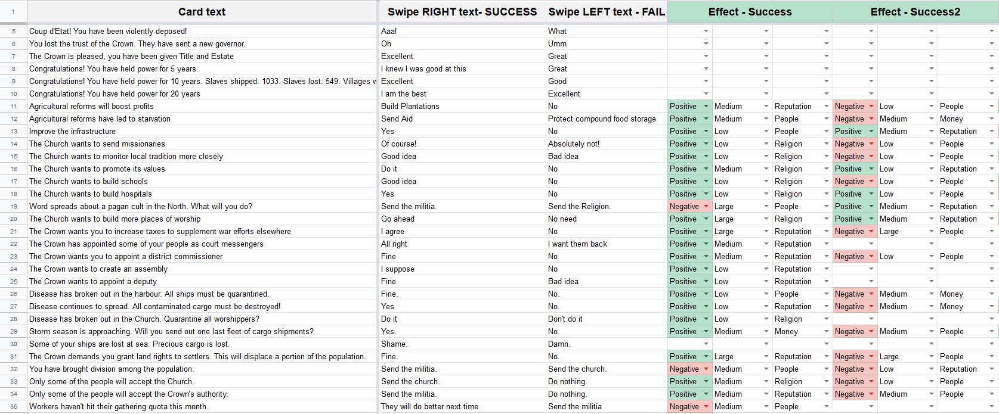 1 Card text Swipe RIGHT text- SUCCESS Swipe LEFT text - FAIL Effect - Success Effect - Success2
5 Coup d'Etat! You have been violently deposed! Aaa! What
6 You lost the trust of the Crown. They have sent a new governor. Oh Umm
7 The Crown is pleased, you have been given Title and Estate Excellent Great
8 Congratulations! You have held power for 5 years. I knew I was good at this Great
9 Congratulations! You have held power for 10 years. Slaves shipped: 1033. Slaves lost: 549. Villages w Excellent Good
10 Congratulations! You have held power for 20 years I am the best Excellent
11 Agricultural reforms will boost profits Build Plantations No Positive Medium Reputation Negative Low People
12 Agricultural reforms have led to starvation Send Aid Protect compound food storage Positive Medium People Negative Medium Money
13 Improve the infrastructure Yes No Positive Low People Positive Medium Reputation
14 The Church wants to send missionaries Of course! Absolutely not! Positive Low Religion Negative Low People
15 The Church wants to monitor local tradition more closely Good idea Bad idea Positive Low Religion Negative Low People
16 The Church wants to promote its values Do it No Positive Medium Religion Positive Low Reputation
17 The Church wants to build schools Good idea No Positive Low Religion Negative Low People
18 The Church wants to build hospitals Yes No Positive Low Religion Positive Low People
19 Word spreads about a pagan cult in the North. What will you do? Send the militia. Send the Religion. Negative Large People Positive Medium Reputation
20 The Church wants to build more places of worship Go ahead No need Positive Large Religion Positive Medium Reputation
21 The Crown wants you to increase taxes to supplement war efforts elsewhere I agree No Positive Large Reputation Negative Large People
22 The Crown has appointed some of your people as court messengers All right I want them back Positive Medium Reputation
23 The Crown wants you to appoint a district commissioner Fine No Positive Medium Reputation Negative Low People
24 The Crown wants to create an assembly I suppose No Positive Low Reputation
25 The Crown wants to appoint a deputy Fine Bad idea Positive Low Reputation
26 Disease has broken out in the harbour. All ships must be quarantined. Fine. No. Positive Low People Negative Medium Money
27 Disease continues to spread. All contaminated cargo must be destroyed! Yes No. Positive Low Reputation Negative Medium Money
28 Disease has broken out in the Church. Quarantine all worshippers? Do it Don't do it Positive Low Religion
29 Storm season is approaching. Will you send out one last fleet of cargo shipments? Yes. No. Positive Medium Money Negative Medium People
30 Some of your ships are lost at sea. Precious cargo is lost. Shame. Damn.
31 The Crown demands you grant land rights to settlers. This will displace a portion of the population. Fine. No. Positive Large Reputation Negative Large People
32 You have brought division among the population. Send the militia. Send the church. Negative Medium People Negative Low Reputation
33 Only some of the people will accept the Church. Send the church. Do nothing. Positive Medium Religion Negative Low People
34 Only some of the people will accept the Crown's authority. Send the militia. Do nothing. Positive Medium Reputation Negative Medium People
35 Workers haven't hit their gathering quota this month. They will do better next time Send the militia Negative Medium People